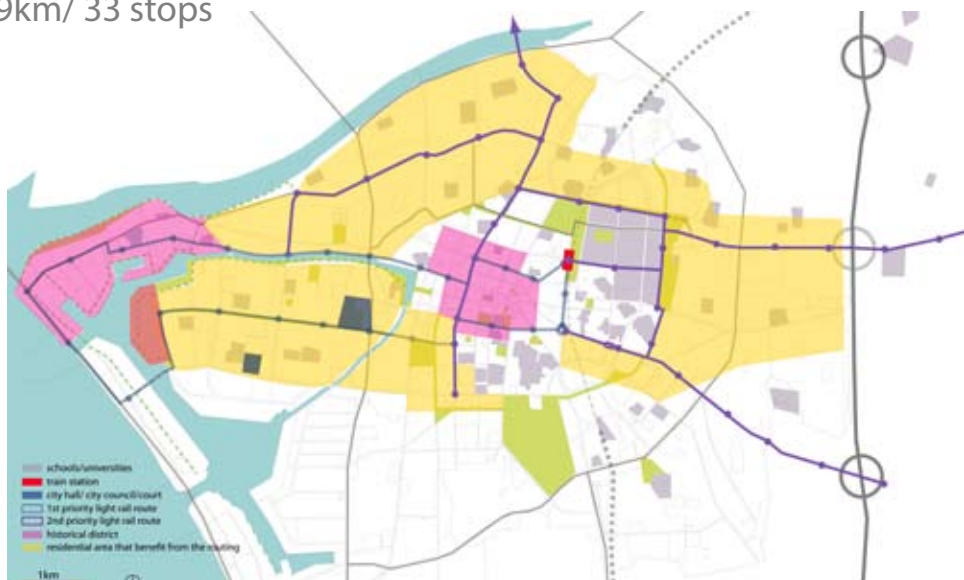 9km/ 33 stops
schools/universities
train station
city hall/ city council/court
1st priority light rail route
2nd priority light rail route
historical district
residential area that benefit from the routing
1km